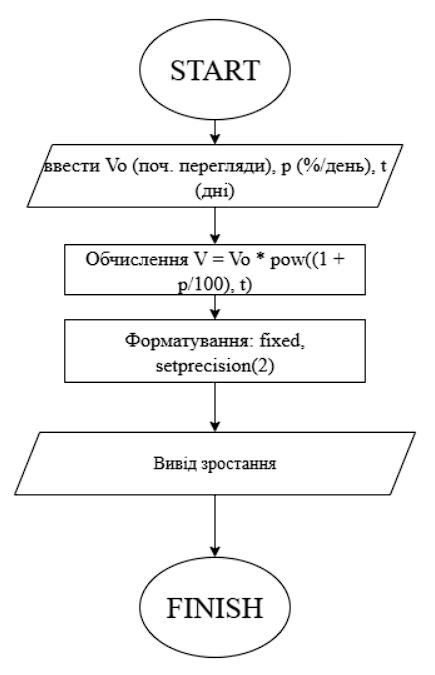 START
ввести Vo (поч. перегляди), p (%/день), t
(дні)
Обчислення V = Vo * pow((1 +
p/100), t)
Форматування: fixed,
setprecision(2)
Вивід зростання
FINISH